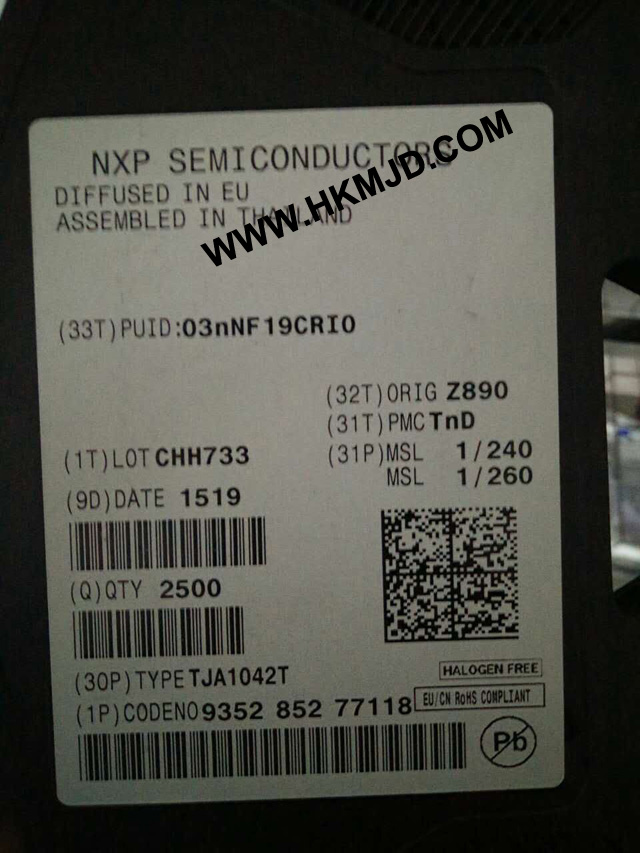 NXP SEMICONDUCTORS
WWW.HKMJD.COM
DIFFUSED IN EU
ASSEMBLED IN THAILAND
(33T)PUID:03nNF19CRI0
(32T)ORIG Z890
(31T)PMC TnD
(1T)LOT CHH733
(31P)MSL 1/240
MSL 1/260
(9D)DATE 1519
(Q)QTY 2500
(30P)TYPE TJA1042T
HALOGEN FREE
(1P)CODENO 9352 852 77118
EU/CN RoHS COMPLIANT
Pb